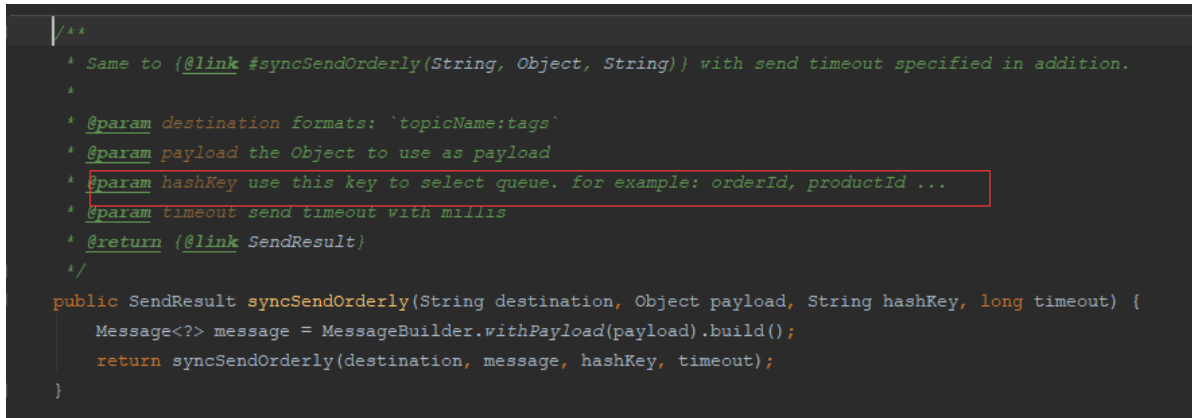 /**
* Same to {@link #syncSendOrderly(String, Object, String)} with send timeout specified in addition.
*
* @param destination formats: `topicName:tags`
* @param payload the Object to use as payload
* @param hashKey use this key to select queue. for example: orderId, productId ...
* @param timeout send timeout with millis
* @return {@link SendResult}
*/
public SendResult syncSendOrderly(String destination, Object payload, String hashKey, long timeout) {
Message<?> message = MessageBuilder.withPayload(payload).build();
return syncSendOrderly(destination, message, hashKey, timeout);
}